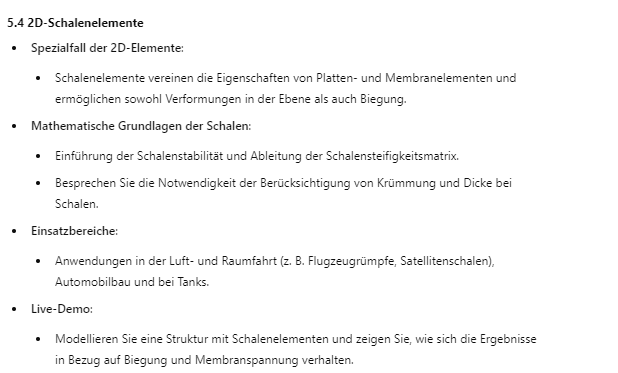 5.4 2D-Schalenelemente
• Spezialfall der 2D-Elemente:
• Schalenelemente vereinen die Eigenschaften von Platten- und Membranelementen und
ermöglichen sowohl Verformungen in der Ebene als auch Biegung.
• Mathematische Grundlagen der Schalen:
• Einführung der Schalenstabilität und Ableitung der Schalensteifigkeitsmatrix.
• Besprechen Sie die Notwendigkeit der Berücksichtigung von Krümmung und Dicke bei
Schalen.
• Einsatzbereiche:
• Anwendungen in der Luft- und Raumfahrt (z. B. Flugzeugrümpfe, Satellitenschalen),
Automobilbau und bei Tanks.
• Live-Demo:
• Modellieren Sie eine Struktur mit Schalenelementen und zeigen Sie, wie sich die Ergebnisse
in Bezug auf Biegung und Membranspannung verhalten.